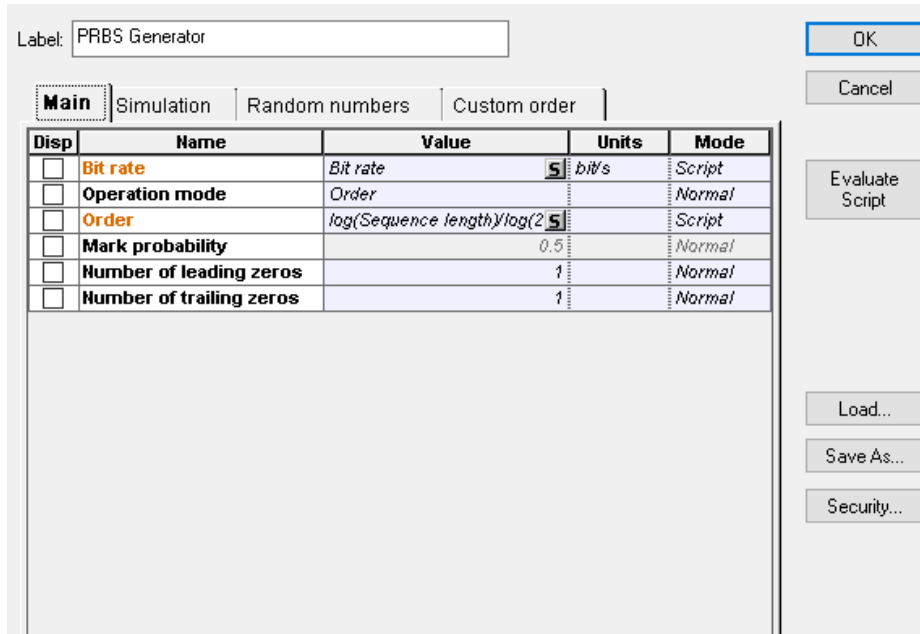 Label: PRBS Generator
OK
Cancel
Main Simulation Random numbers Custom order
Disp Name Value Units Mode
Bit rate Bit rate S bit/s Script
Evaluate Script
Operation mode Order Normal
Order log(Sequence length)/log(2 S Script
Mark probability 0.5 Normal
Number of leading zeros 1 Normal
Number of trailing zeros 1 Normal
Load...
Save As...
Security...